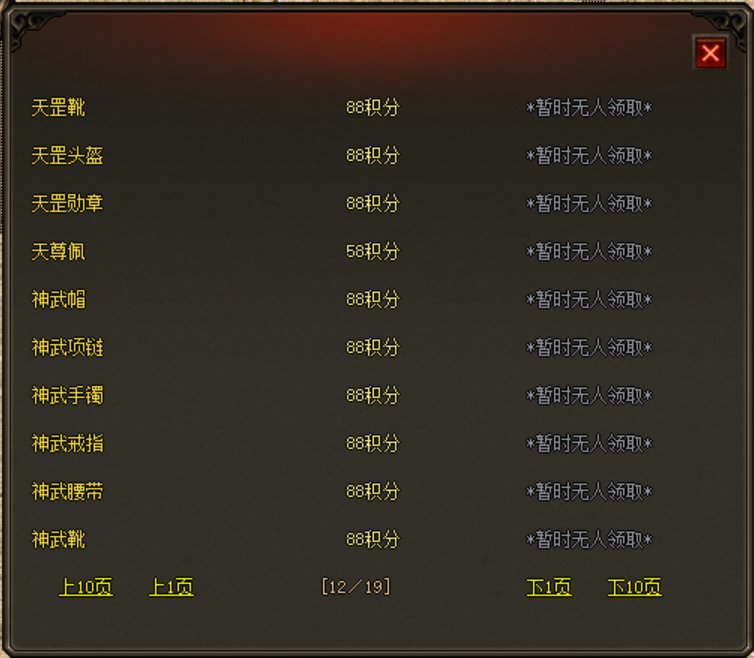 天罡靴 88积分 *暂时无人领取*
天罡头盔 88积分 *暂时无人领取*
天罡勋章 88积分 *暂时无人领取*
天尊佩 58积分 *暂时无人领取*
神武帽 88积分 *暂时无人领取*
神武项链 88积分 *暂时无人领取*
神武手镯 88积分 *暂时无人领取*
神武戒指 88积分 *暂时无人领取*
神武腰带 88积分 *暂时无人领取*
神武靴 88积分 *暂时无人领取*
上10页 上1页 [12/19] 下1页 下10页